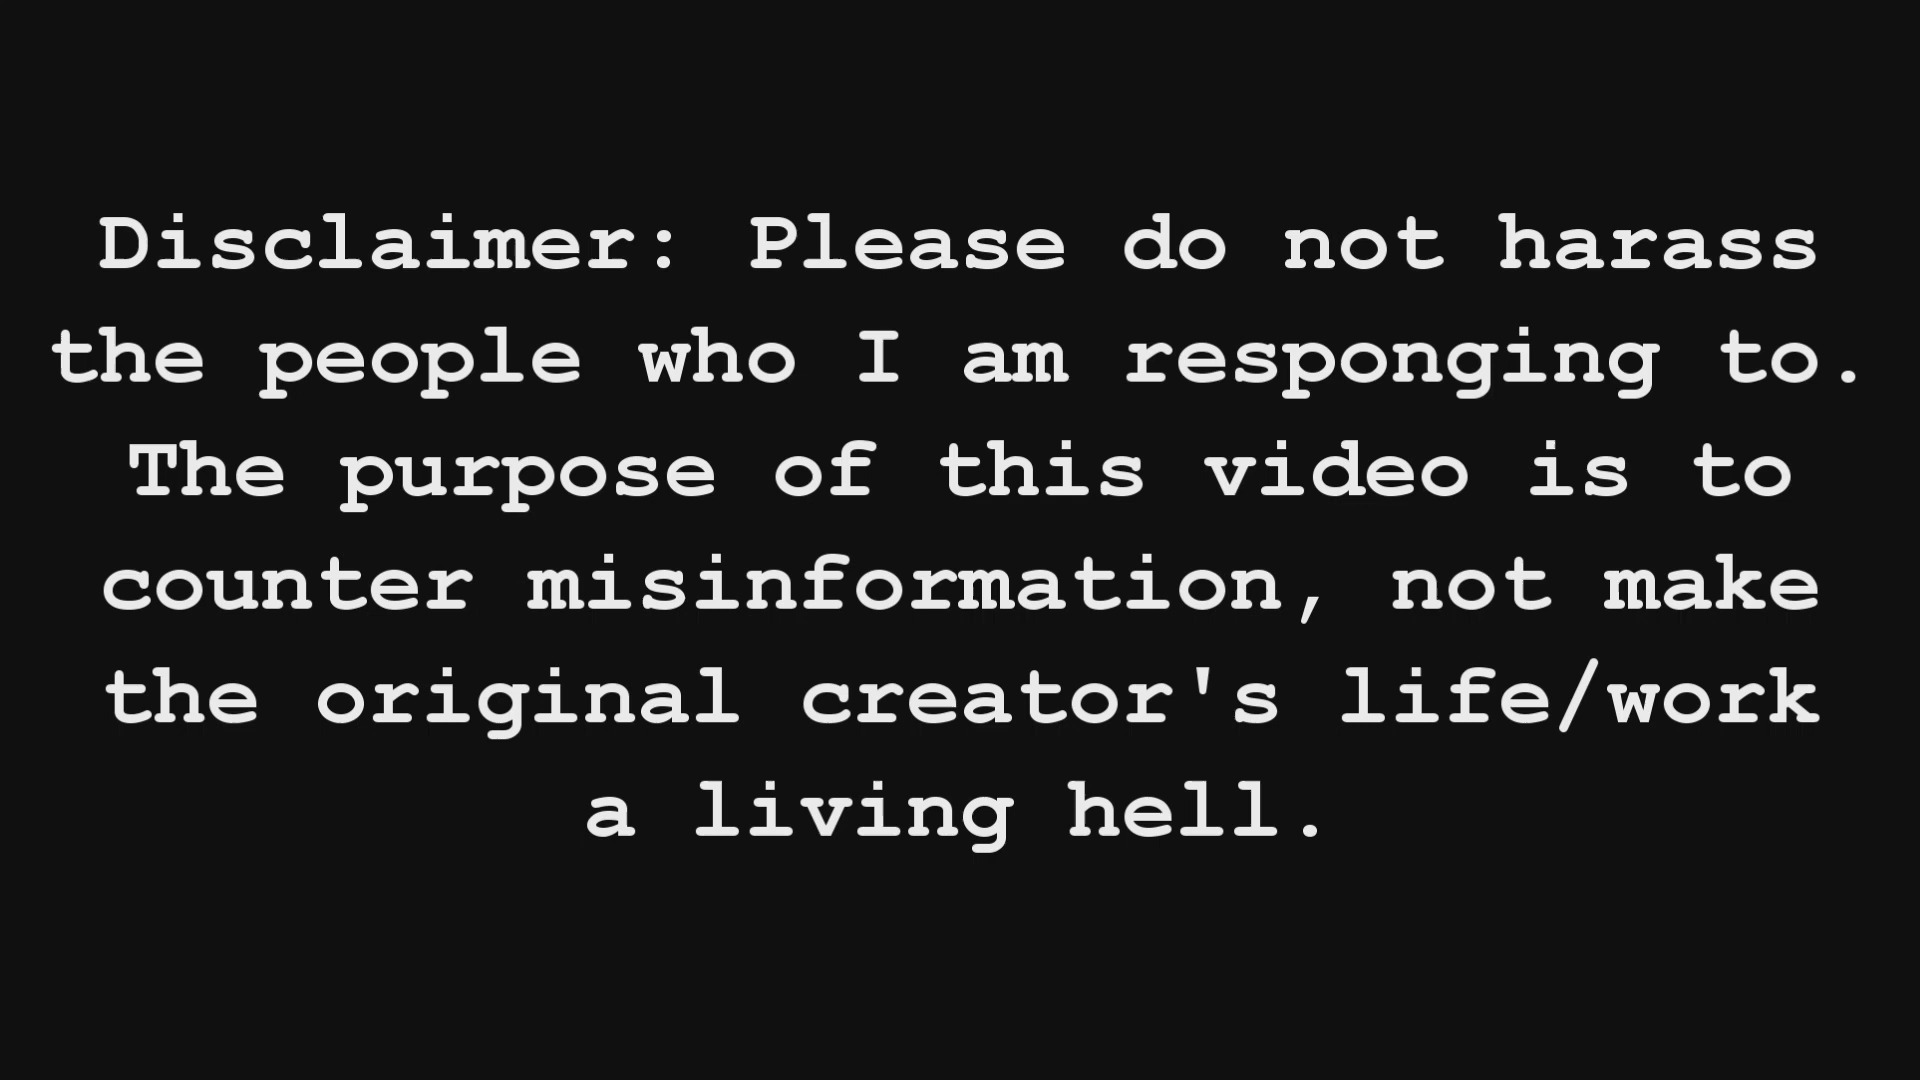 Disclaimer: Please do not harass
the people who I am responging to.
The purpose of this video is to
counter misinformation, not make
the original creator's life/work
a living hell.